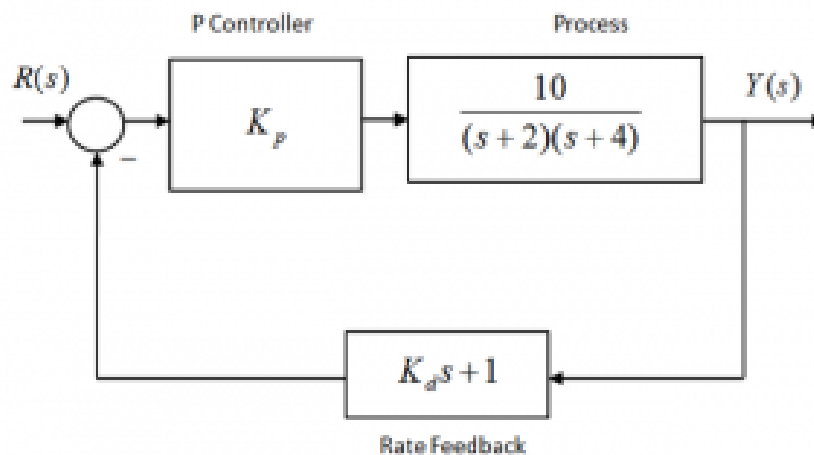 P Controller
Process
R(s)
K_p
10
(s+2)(s+4)
Y(s)
−
K_d s+1
Rate Feedback